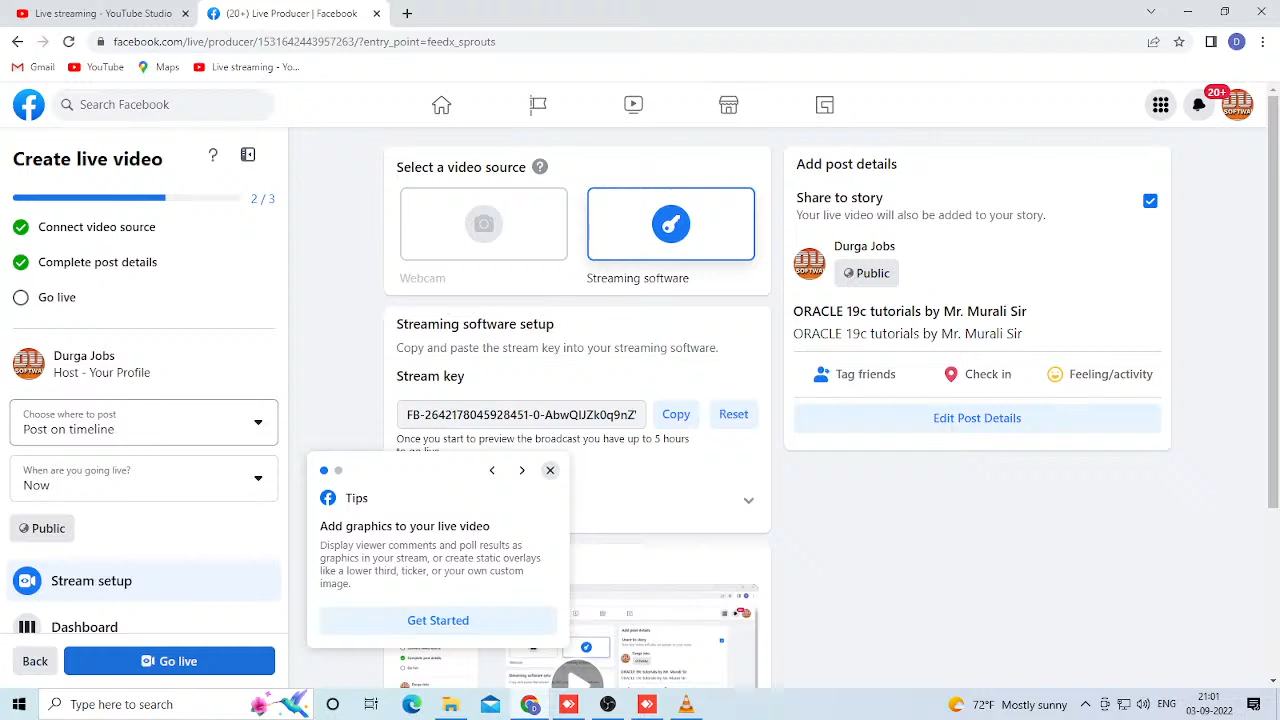 Live streaming - YouTube Studio
(20+) Live Producer | Facebook
facebook.com/live/producer/1531642443957263/?entry_point=feedx_sprouts
D
Gmail
YouTube
Maps
Live streaming - Yo...
Search Facebook
20+
Create live video
2 / 3
Connect video source
Complete post details
Go live
Durga Jobs
Host - Your Profile
Choose where to post
Post on timeline
When are you going live?
Now
Public
Stream setup
Dashboard
Back
Go live
Select a video source
Webcam
Streaming software
Streaming software setup
Copy and paste the stream key into your streaming software.
Stream key
FB-2642178045928451-0-AbwQIJZk0q9nZ
Copy
Reset
Once you start to preview the broadcast you have up to 5 hours
Tips
Add graphics to your live video
Display viewer comments and poll results as
graphics in your stream, or create static overlays
like a lower third, ticker, or your own custom
image.
Get Started
Add post details
Share to story
Your live video will also be added to your story.
Durga Jobs
Public
ORACLE 19c tutorials by Mr. Murali Sir
ORACLE 19c tutorials by Mr. Murali Sir
Tag friends
Check in
Feeling/activity
Edit Post Details
Type here to search
72°F Mostly sunny
ENG
21:01
03-09-2022